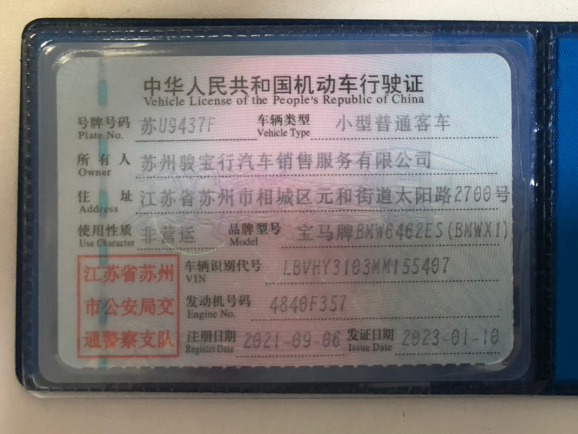 中华人民共和国机动车行驶证
Vehicle License of the People's Republic of China
号牌号码 苏U9437F 车辆类型 小型普通客车
Plate No. Vehicle Type
所有人 苏州骏宝行汽车销售服务有限公司
Owner
住址 江苏省苏州市相城区元和街道太阳路2700号
Address
使用性质 非营运 品牌型号 宝马牌BMW6462ES(BMWX1)
Use Character Model
江苏省苏州 车辆识别代号 LBVHY3103MM155407
VIN
市公安局交 发动机号码 4840F357
Engine No.
通警察支队 注册日期 2021-09-06 发证日期 2023-01-10
Register Date Issue Date